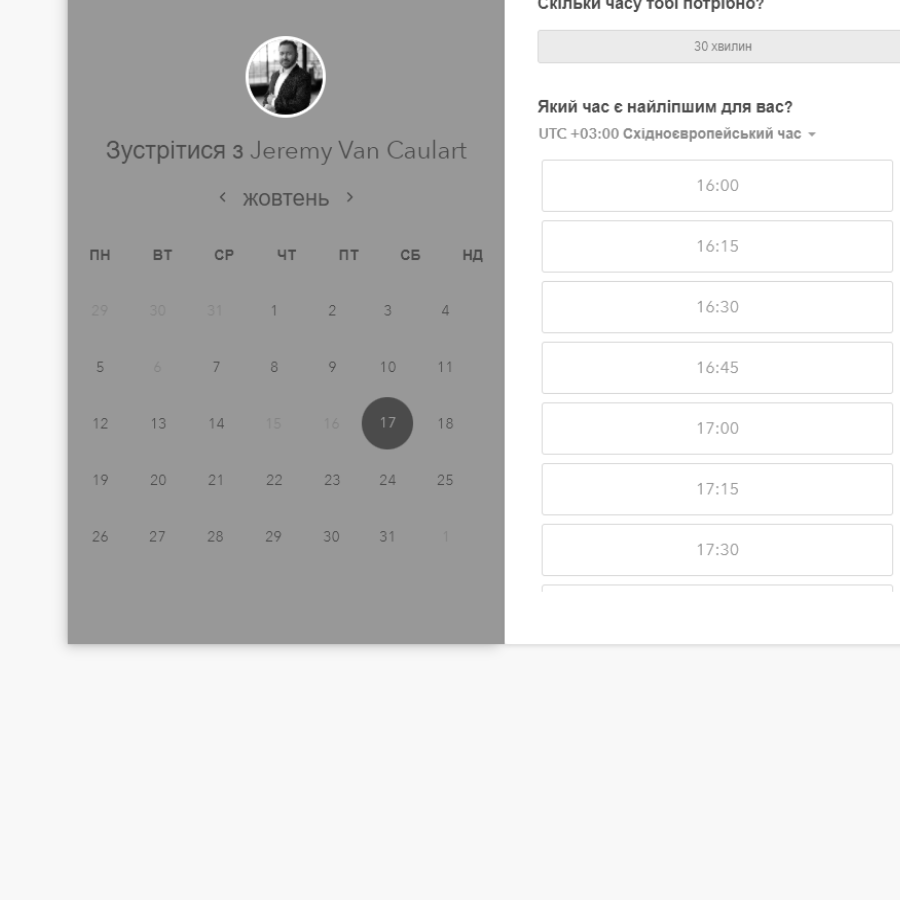 Зустрітися з Jeremy Van Caulart
жовтень
ПН ВТ СР ЧТ ПТ СБ НД
29 30 31 1 2 3 4
5 6 7 8 9 10 11
12 13 14 15 16 17 18
19 20 21 22 23 24 25
26 27 28 29 30 31 1
Скільки часу тобі потрібно?
30 хвилин
Який час є найліпшим для вас?
UTC +03:00 Східноєвропейський час
16:00
16:15
16:30
16:45
17:00
17:15
17:30